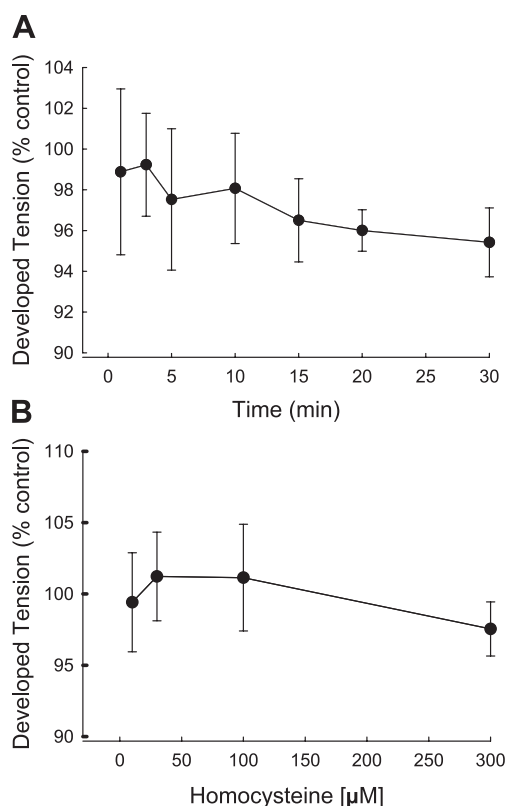 A
Developed Tension (% control)
104
102
100
98
96
94
92
90
0 5 10 15 20 25 30
Time (min)
B
Developed Tension (% control)
110
105
100
95
90
0 50 100 150 200 250 300
Homocysteine [µM]